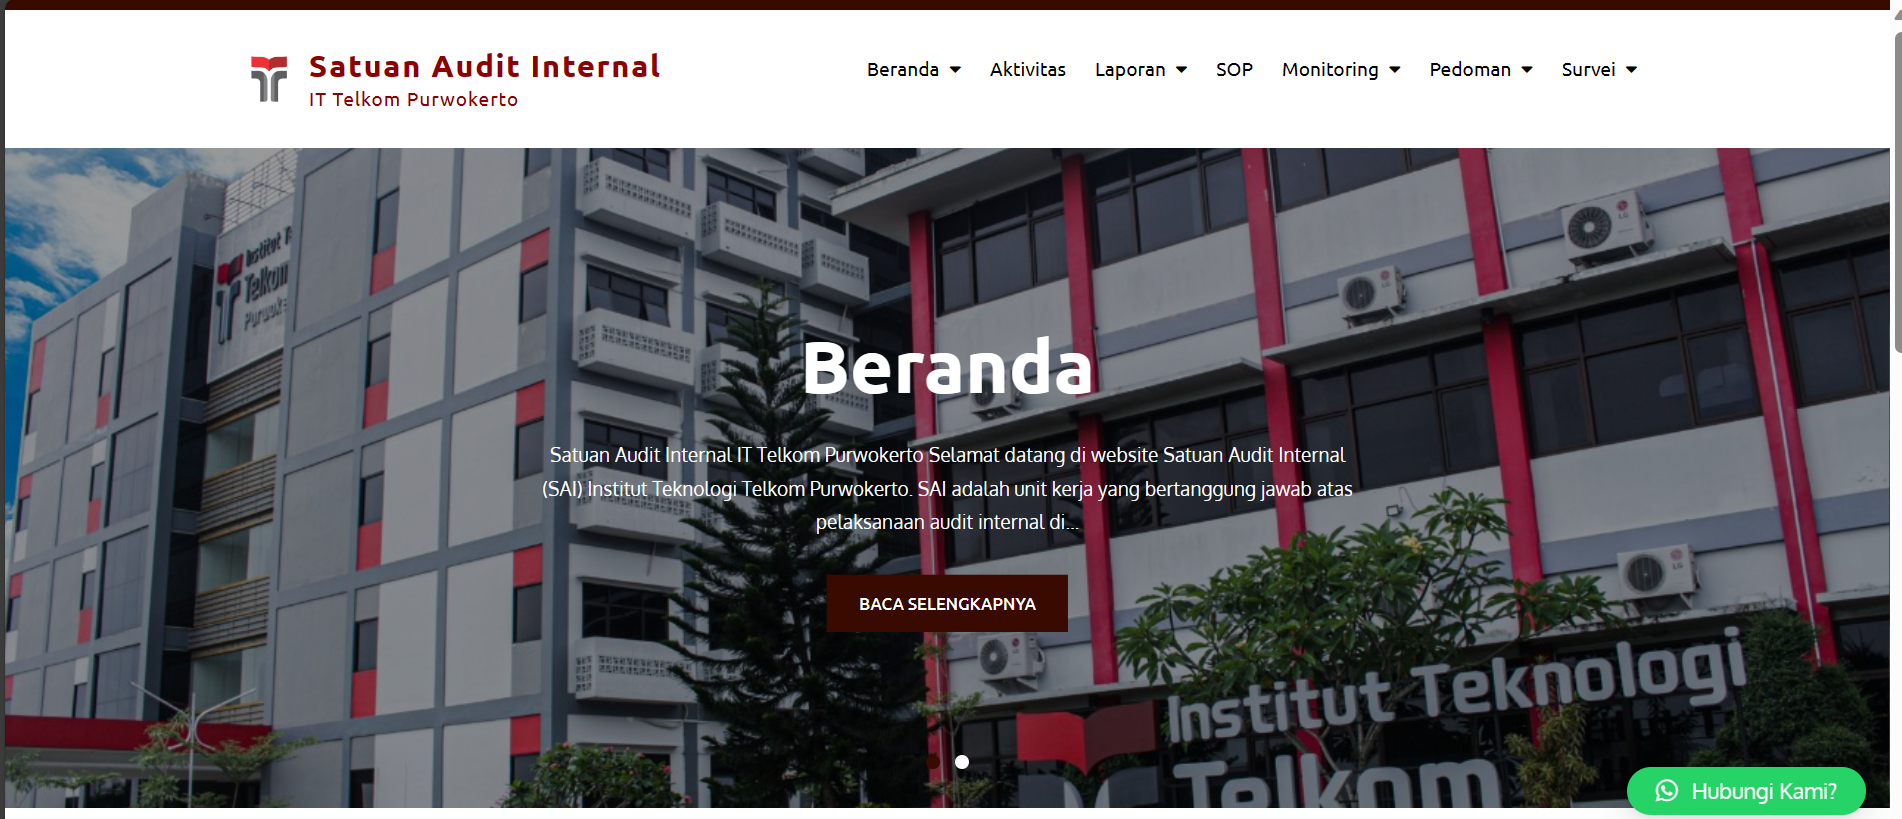 Satuan Audit Internal
IT Telkom Purwokerto
Beranda Aktivitas Laporan SOP Monitoring Pedoman Survei
Institut
Telkom
LG
LG
Beranda
Satuan Audit Internal IT Telkom Purwokerto Selamat datang di website Satuan Audit Internal
(SAI) Institut Teknologi Telkom Purwokerto. SAI adalah unit kerja yang bertanggung jawab atas
pelaksanaan audit internal di...
BACA SELENGKAPNYA
Institut Teknologi
Telkom
Hubungi Kami?